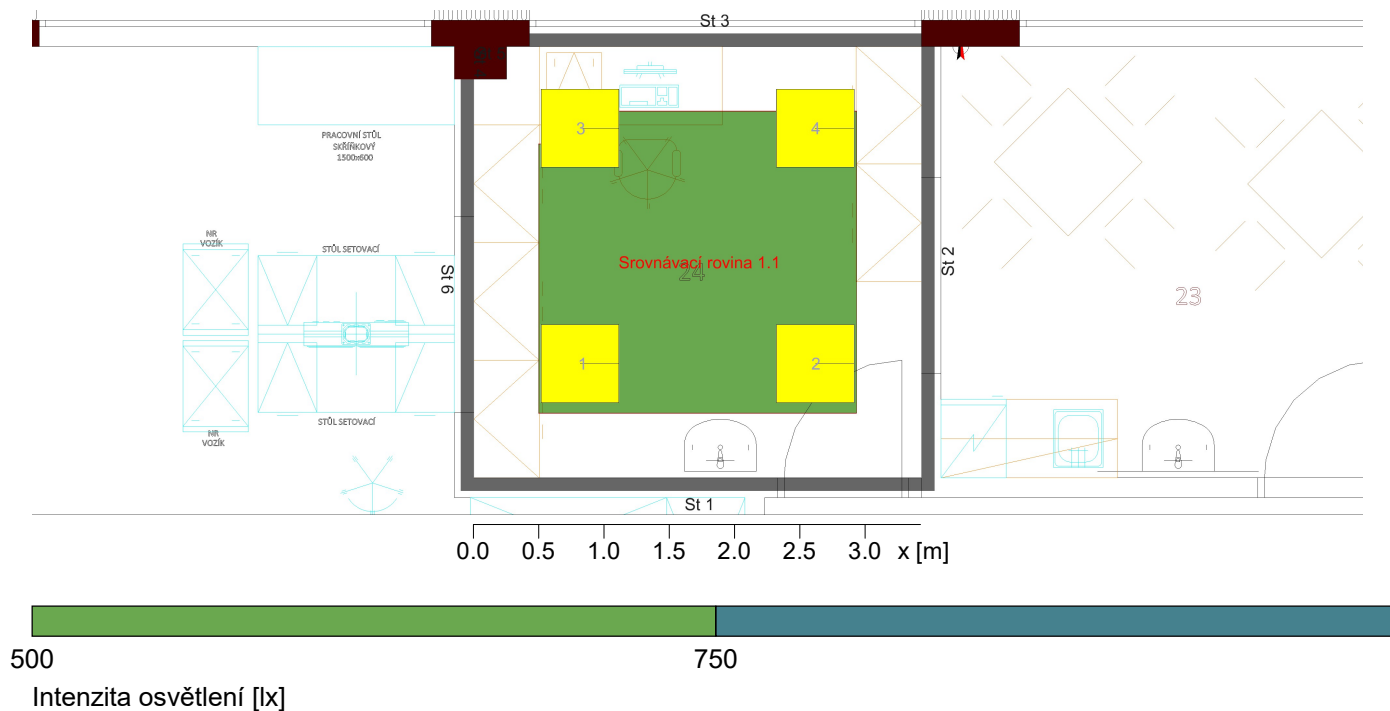 St 3
PRACOVNÍ STŮL
SKŘÍŇKOVÝ
1500x600
3
4
NR
VOZÍK
STŮL SETOVACÍ
St 6
Srovnávací rovina 1.1
24
St 2
23
1
2
STŮL SETOVACÍ
NR
VOZÍK
St 1
0.0 0.5 1.0 1.5 2.0 2.5 3.0 x [m]
500 750
Intenzita osvětlení [lx]